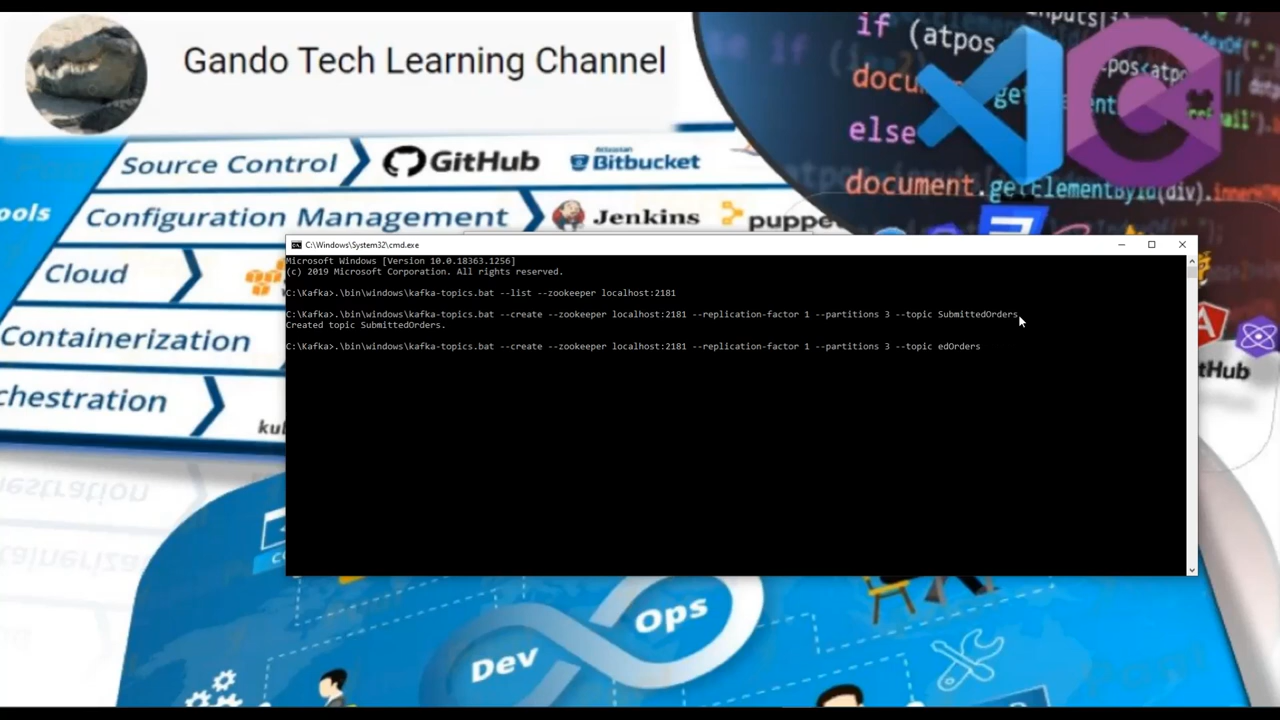 Gando Tech Learning Channel
if (atpos
else
document.getElementById(div).inner
Source Control
GitHub
Bitbucket
ools
Configuration Management
Jenkins
puppe
Cloud
Containerization
chestration
C:\Windows\System32\cmd.exe
Microsoft Windows [Version 10.0.18363.1256]
(c) 2019 Microsoft Corporation. All rights reserved.
C:\Kafka>.\bin\windows\kafka-topics.bat --list --zookeeper localhost:2181
C:\Kafka>.\bin\windows\kafka-topics.bat --create --zookeeper localhost:2181 --replication-factor 1 --partitions 3 --topic SubmittedOrders
Created topic SubmittedOrders.
C:\Kafka>.\bin\windows\kafka-topics.bat --create --zookeeper localhost:2181 --replication-factor 1 --partitions 3 --topic edOrders
tHub
Dev
Ops